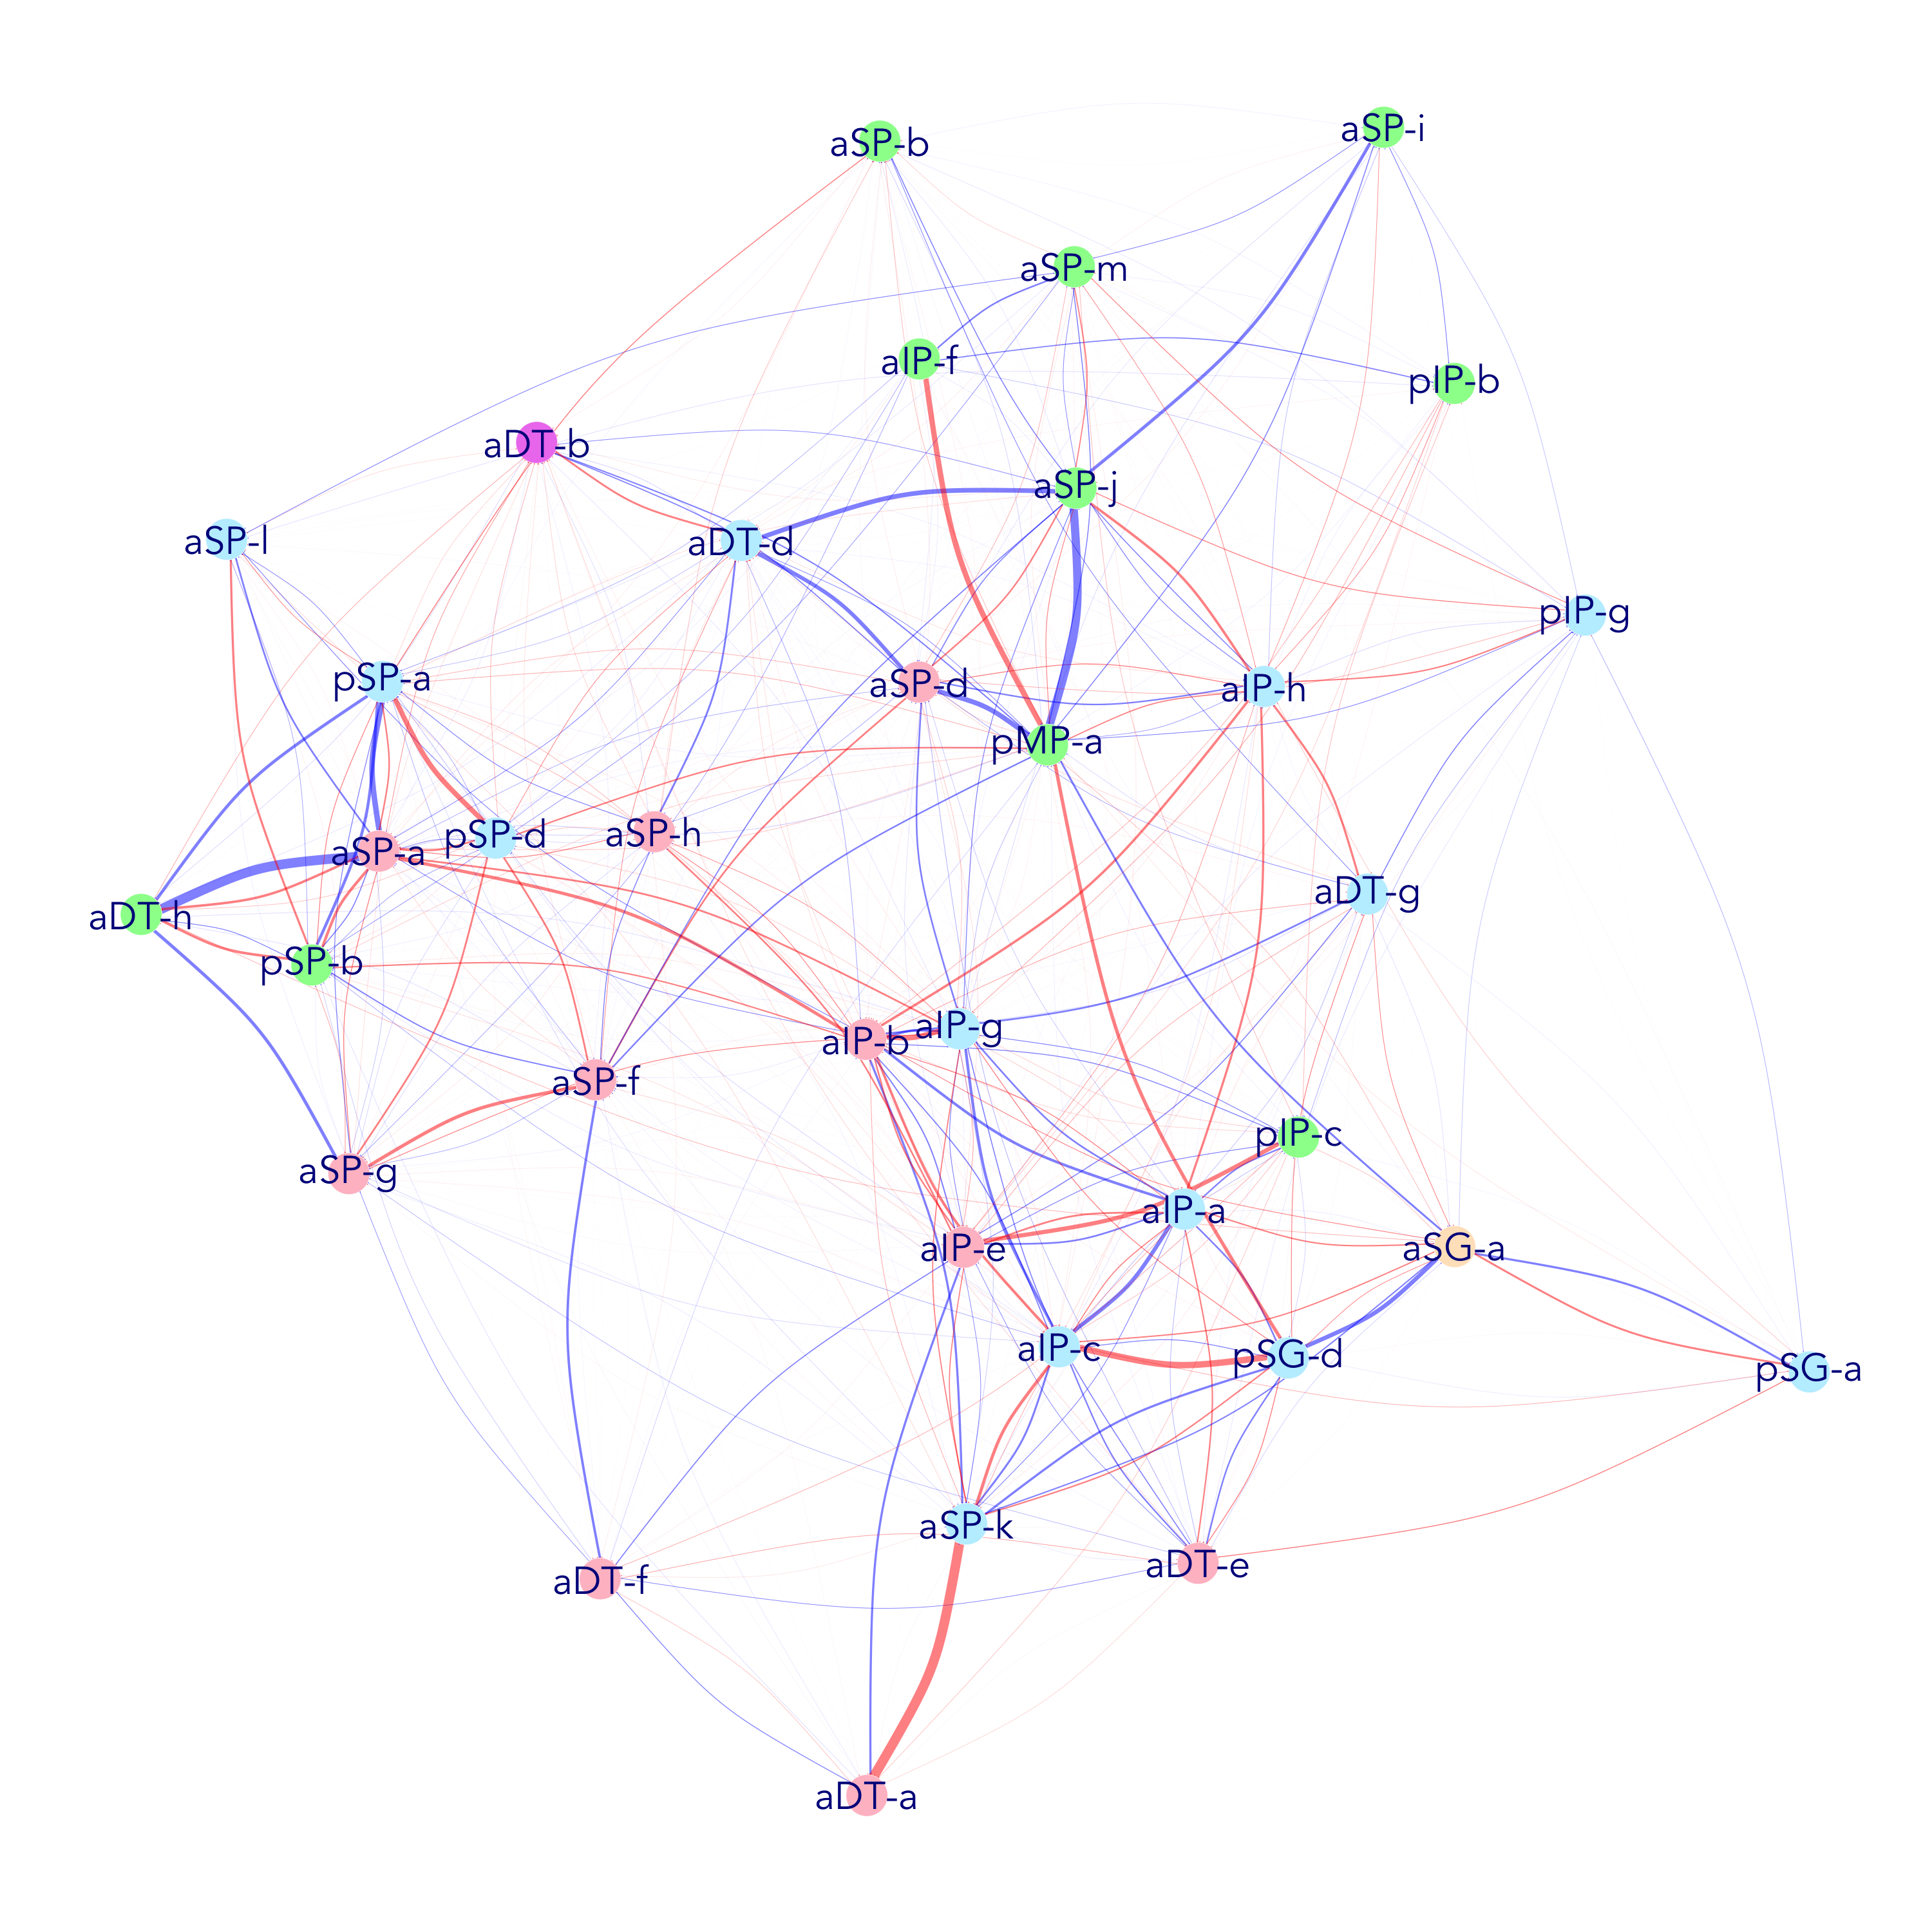 aSP-b
aSP-i
aSP-m
aIP-f
pIP-b
aDT-b
aSP-j
aSP-l
aDT-d
pIP-g
pSP-a
aSP-d
aIP-h
pMP-a
aSP-a
pSP-d
aSP-h
aDT-g
aDT-h
pSP-b
aIP-b
aIP-g
aSP-f
pIP-c
aSP-g
aIP-a
aIP-e
aSG-a
aIP-c
pSG-d
pSG-a
aSP-k
aDT-f
aDT-e
aDT-a